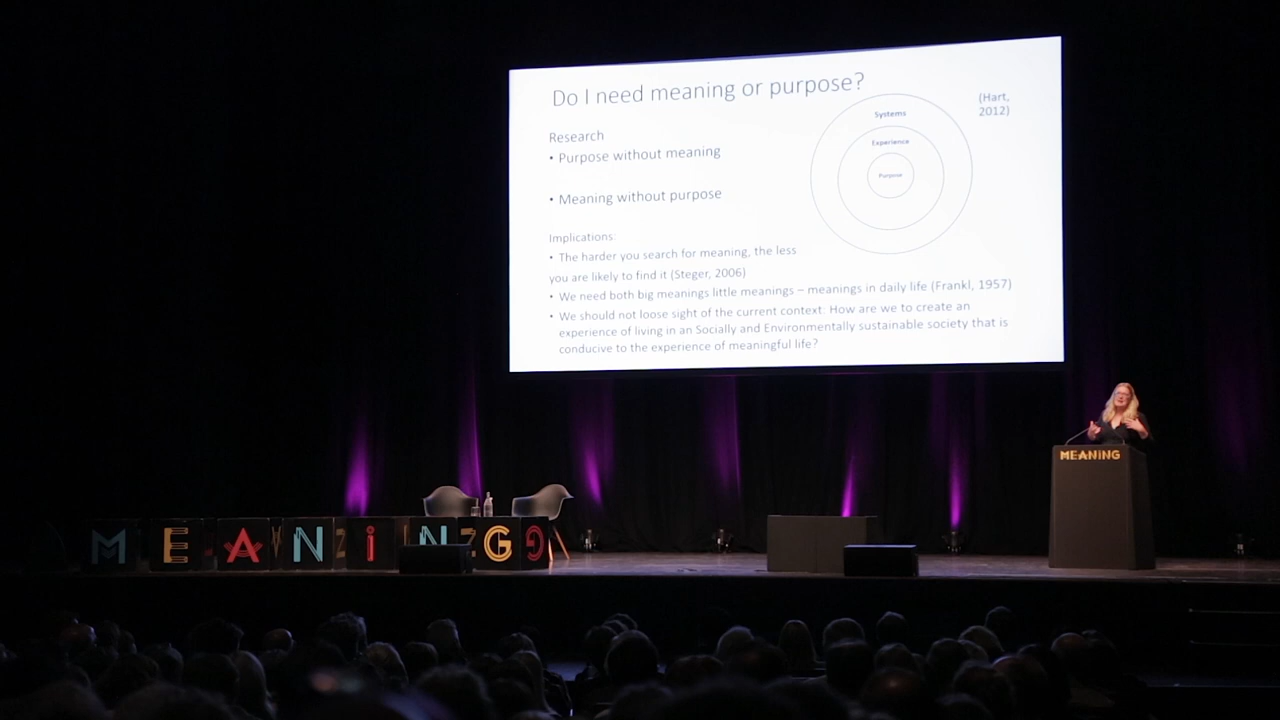 Do I need meaning or purpose?
(Hart,
2012)
Systems
Experience
Purpose
Research
• Purpose without meaning
• Meaning without purpose
Implications:
• The harder you search for meaning, the less
you are likely to find it (Steger, 2006)
• We need both big meanings little meanings – meanings in daily life (Frankl, 1957)
• We should not loose sight of the current context: How are we to create an
experience of living in an Socially and Environmentally sustainable society that is
conducive to the experience of meaningful life?
MEANiNG
MEANiNG